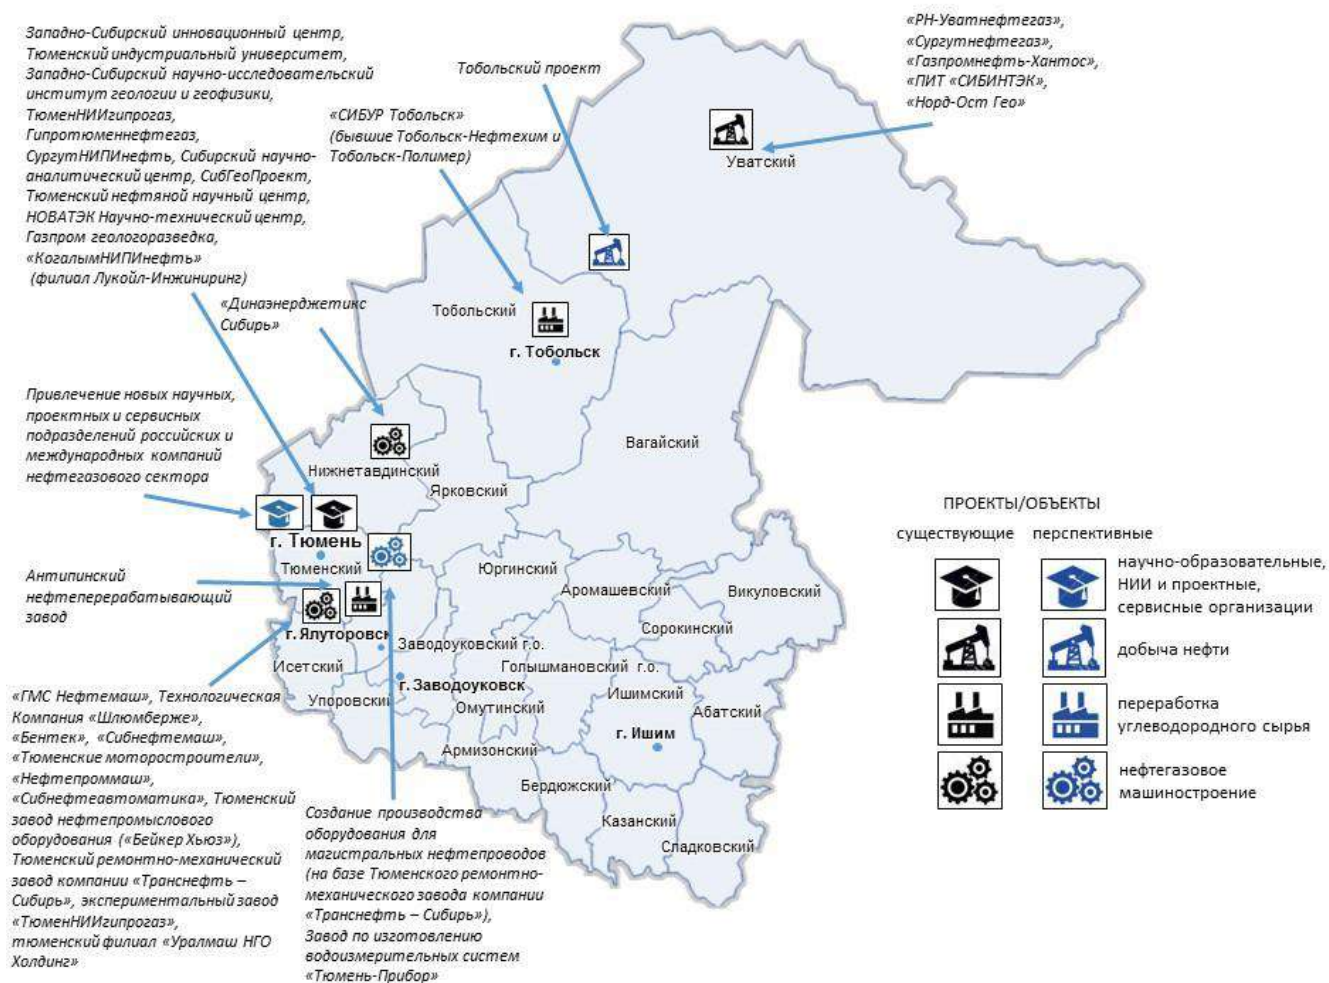 Западно-Сибирский инновационный центр,
Тюменский индустриальный университет,
Западно-Сибирский научно-исследовательский
институт геологии и геофизики,
ТюменНИИгипрогаз,
Гипротюменнефтегаз,
СургутНИПИнефть, Сибирский научно-
аналитический центр, СибГеоПроект,
Тюменский нефтяной научный центр,
НОВАТЭК Научно-технический центр,
Газпром геологоразведка,
«КогалымНИПИнефть»
(филиал Лукойл-Инжиниринг)
«СИБУР Тобольск»
(бывшие Тобольск-Нефтехим и
Тобольск-Полимер)
Тобольский проект
«РН-Уватнефтегаз»,
«Сургутнефтегаз»,
«Газпромнефть-Хантос»,
«ПИТ «СИБИНТЭК»,
«Норд-Ост Гео»
Уватский
«Динаэнерджетикс
Сибирь»
Тобольский
г. Тобольск
Привлечение новых научных,
проектных и сервисных
подразделений российских и
международных компаний
нефтегазового сектора
Вагайский
Нижнетавдинский
Ярковский
г. Тюмень
Тюменский
Юргинский
Аромашевский
Викуловский
Сорокинский
Антипинский
нефтеперерабатывающий
завод
г. Ялуторовск
Заводоуковский г.о.
Исетский
Голышмановский г.о.
г. Заводоуковск
Упоровский
Омутинский
Ишимский
Абатский
г. Ишим
Армизонский
Бердюжский
Казанский
Сладковский
«ГМС Нефтемаш», Технологическая
Компания «Шлюмберже»,
«Бентек», «Сибнефтемаш»,
«Тюменские моторостроители»,
«Нефтепроммаш»,
«Сибнефтеавтоматика», Тюменский
завод нефтепромыслового
оборудования («Бейкер Хьюз»),
Тюменский ремонтно-механический
завод компании «Транснефть –
Сибирь», экспериментальный завод
«ТюменНИИгипрогаз»,
тюменский филиал «Уралмаш НГО
Холдинг»
Создание производства
оборудования для
магистральных нефтепроводов
(на базе Тюменского ремонтно-
механического завода компании
«Транснефть – Сибирь»),
Завод по изготовлению
водоизмерительных систем
«Тюмень-Прибор»
ПРОЕКТЫ/ОБЪЕКТЫ
существующие перспективные
научно-образовательные,
НИИ и проектные,
сервисные организации
добыча нефти
переработка
углеводородного сырья
нефтегазовое
машиностроение